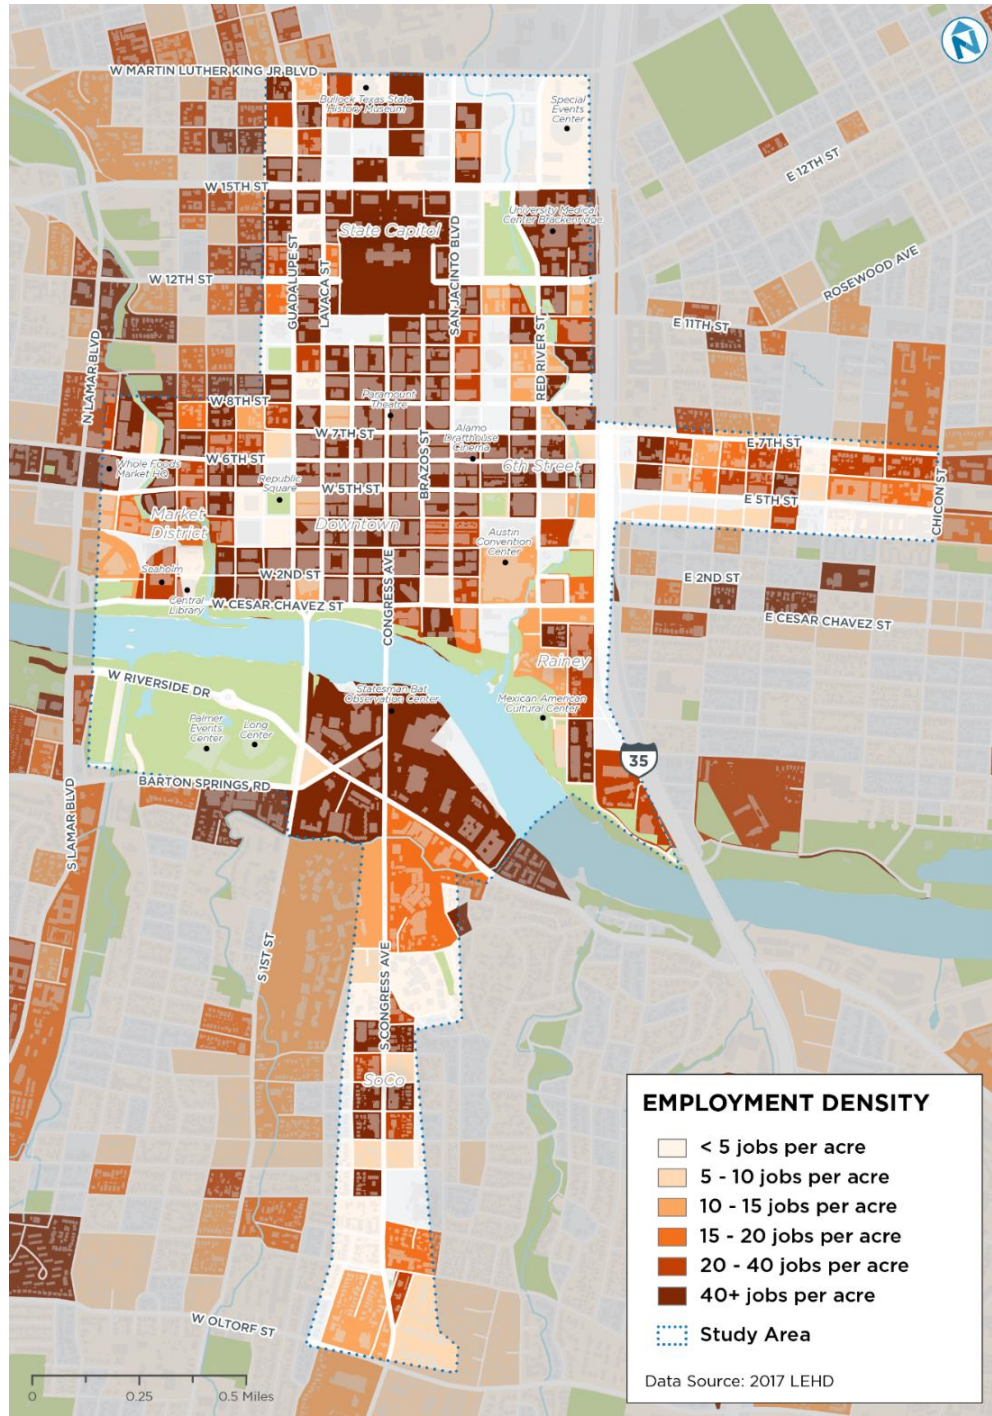 N
W MARTIN LUTHER KING JR BLVD
Bullock Texas State
History Museum
Special
Events
Center
E 12TH ST
W 15TH ST
University Medical
Center Brackenridge
State Capitol
SAN JACINTO BLVD
GUADALUPE ST
LAVACA ST
W 12TH ST
ROSEWOOD AVE
E 11TH ST
N LAMAR BLVD
RED RIVER ST
Paramount
Theatre
W 8TH ST
W 7TH ST
Alamo
Drafthouse
Cinema
E 7TH ST
BRAZOS ST
W 6TH ST
6th Street
Whole Foods
Market HQ
Republic
Square
W 5TH ST
E 5TH ST
CHICON ST
Market
District
Downtown
Austin
Convention
Center
Seaholm
W 2ND ST
E 2ND ST
Central
Library
W CESAR CHAVEZ ST
CONGRESS AVE
E CESAR CHAVEZ ST
Rainey
W RIVERSIDE DR
Statesman Bat
Observation Center
Mexican American
Cultural Center
Palmer
Events
Center
Long
Center
35
BARTON SPRINGS RD
S LAMAR BLVD
S 1ST ST
S CONGRESS AVE
SoCo
W OLTORF ST
EMPLOYMENT DENSITY
< 5 jobs per acre
5 - 10 jobs per acre
10 - 15 jobs per acre
15 - 20 jobs per acre
20 - 40 jobs per acre
40+ jobs per acre
Study Area
Data Source: 2017 LEHD
0 0.25 0.5 Miles